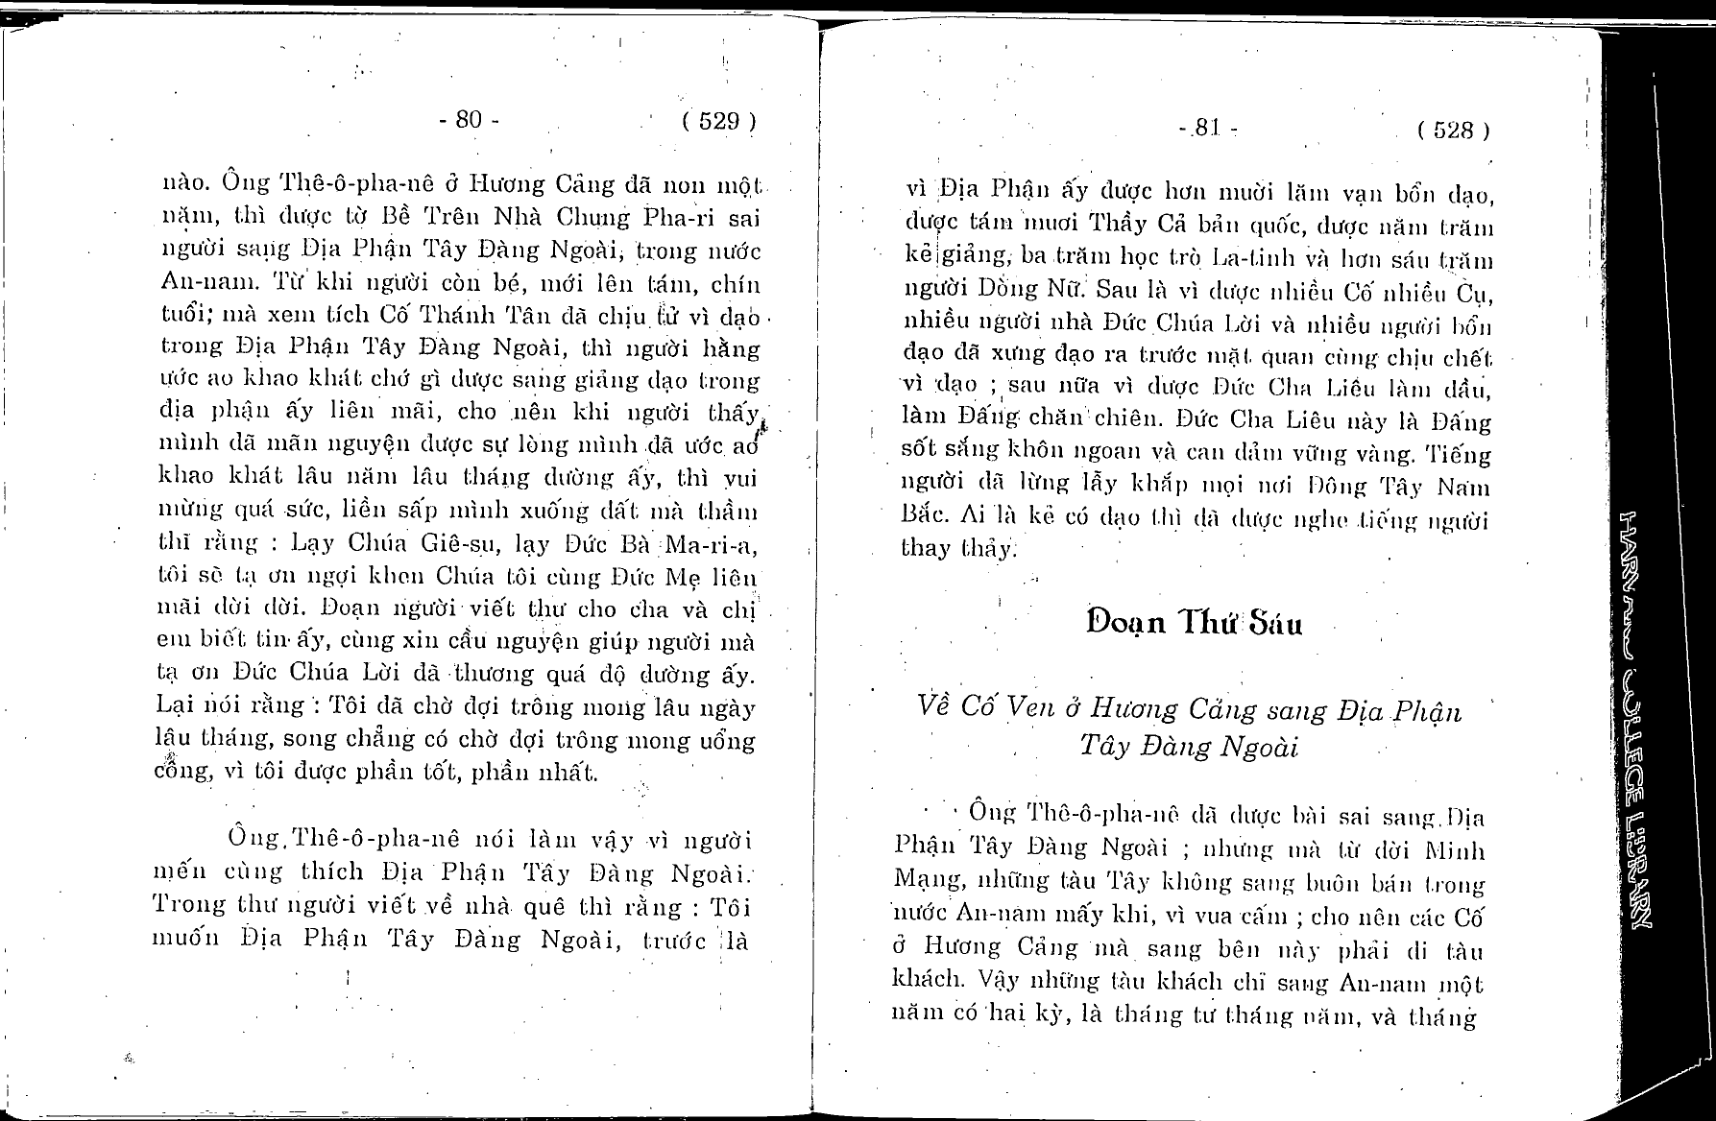 - 80 - ( 529 )
nào. Ông Thê-ô-pha-nê ở Hương Cảng đã non một
năm, thì được tờ Bề Trên Nhà Chung Pha-ri sai
người sang Địa Phận Tây Đàng Ngoài, trong nước
An-nam. Từ khi người còn bé, mới lên tám, chín
tuổi; mà xem tích Cố Thánh Tân đã chịu tử vì đạo
trong Địa Phận Tây Đàng Ngoài, thì người hằng
ước ao khao khát chớ gì được sang giảng đạo trong
địa phận ấy liên mãi, cho nên khi người thấy
mình đã mãn nguyện được sự lòng mình đã ước ao
khao khát lâu năm lâu tháng dường ấy, thì vui
mừng quá sức, liền sấp mình xuống đất mà thầm
thĩ rằng : Lạy Chúa Giê-su, lạy Đức Bà Ma-ri-a,
tôi sẽ tạ ơn ngợi khen Chúa tôi cùng Đức Mẹ liên
mãi đời đời. Đoạn người viết thư cho cha và chị
em biết tin ấy, cùng xin cầu nguyện giúp người mà
tạ ơn Đức Chúa Lời đã thương quá độ dường ấy.
Lại nói rằng : Tôi đã chờ đợi trông mong lâu ngày
lâu tháng, song chẳng có chờ đợi trông mong uổng
công, vì tôi được phần tốt, phần nhất.
Ông Thê-ô-pha-nê nói làm vậy vì người
mến cùng thích Địa Phận Tây Đàng Ngoài.
Trong thư người viết về nhà quê thì rằng : Tôi
muốn Địa Phận Tây Đàng Ngoài, trước là
- 81 - ( 528 )
vì Địa Phận ấy được hơn mười lăm vạn bổn đạo,
được tám mươi Thầy Cả bản quốc, được năm trăm
kẻ giảng, ba trăm học trò La-tinh và hơn sáu trăm
người Dòng Nữ. Sau là vì được nhiều Cố nhiều Cụ,
nhiều người nhà Đức Chúa Lời và nhiều người bổn
đạo đã xưng đạo ra trước mặt quan cùng chịu chết
vì đạo ; sau nữa vì được Đức Cha Liêu làm đầu,
làm Đấng chăn chiên. Đức Cha Liêu này là Đấng
sốt sắng khôn ngoan và can đảm vững vàng. Tiếng
người đã lừng lẫy khắp mọi nơi Đông Tây Nam
Bắc. Ai là kẻ có đạo thì đã được nghe tiếng người
thay thảy.
Đoạn Thứ Sáu
Về Cố Ven ở Hương Cảng sang Địa Phận
Tây Đàng Ngoài
Ông Thê-ô-pha-nê đã được bài sai sang Địa
Phận Tây Đàng Ngoài ; nhưng mà từ đời Minh
Mạng, những tàu Tây không sang buôn bán trong
nước An-nam mấy khi, vì vua cấm ; cho nên các Cố
ở Hương Cảng mà sang bên này phải đi tàu
khách. Vậy những tàu khách chỉ sang An-nam một
năm có hai kỳ, là tháng tư tháng năm, và tháng
HARVARD COLLEGE LIBRARY